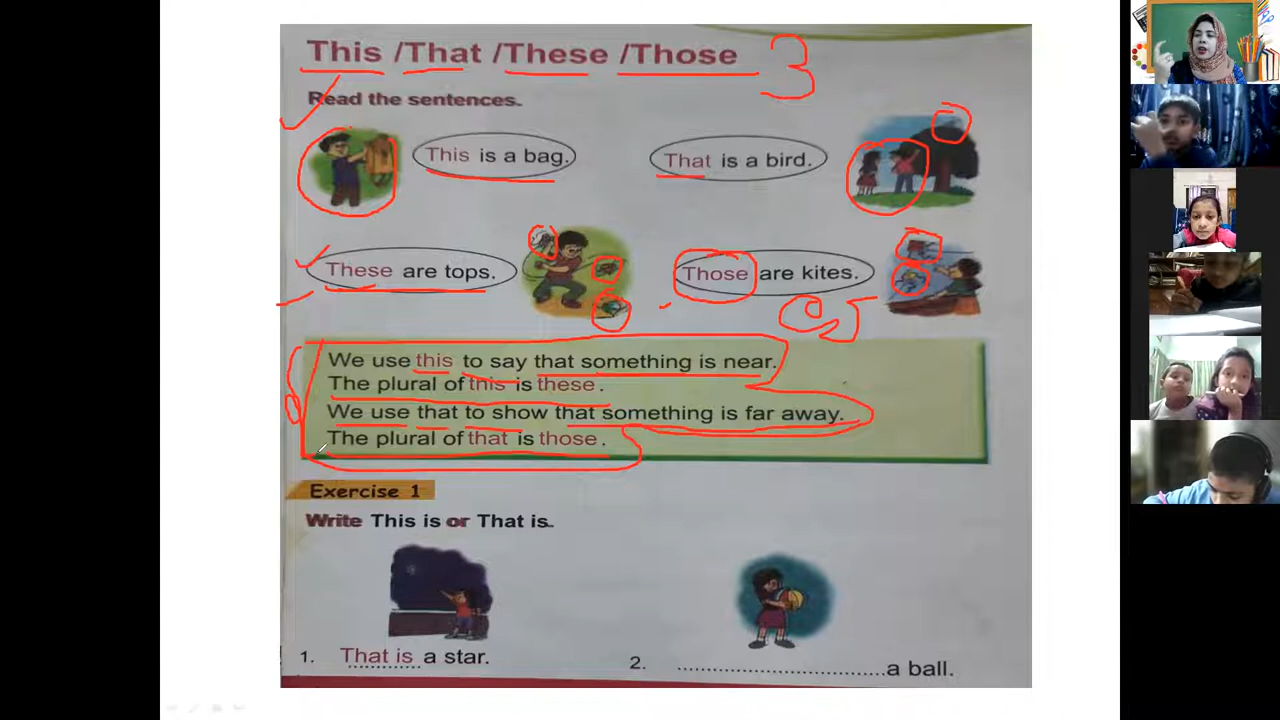 This /That /These /Those 3
Read the sentences.
This is a bag. That is a bird.
These are tops. Those are kites.
We use this to say that something is near.
The plural of this is these.
We use that to show that something is far away.
The plural of that is those.
Exercise 1
Write This is or That is.
1. That is a star. 2. ........................................a ball.